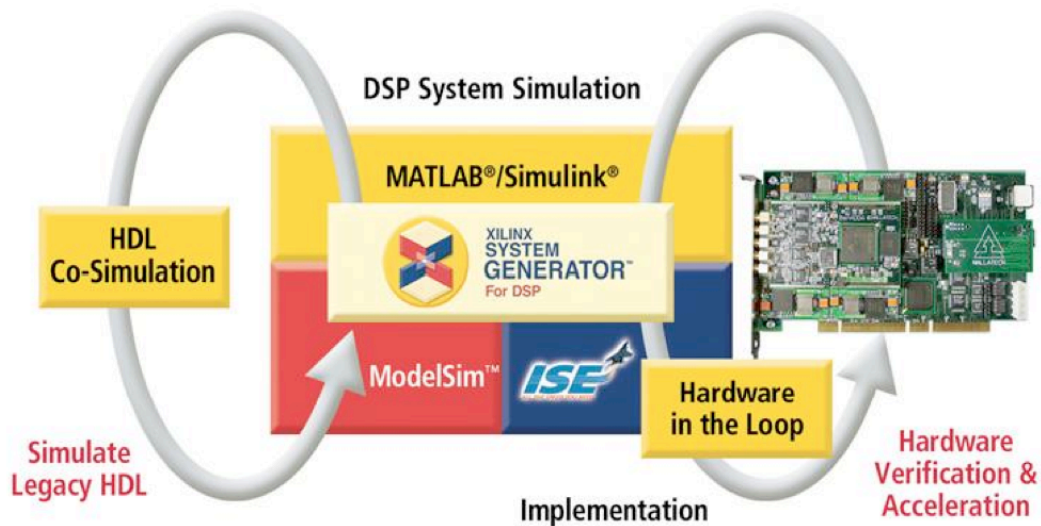 DSP System Simulation
MATLAB®/Simulink®
HDL
Co-Simulation
XILINX
SYSTEM
GENERATOR™
For DSP
NALLATECH
ModelSim™
ISE
Hardware
in the Loop
Simulate
Legacy HDL
Hardware
Verification &
Acceleration
Implementation